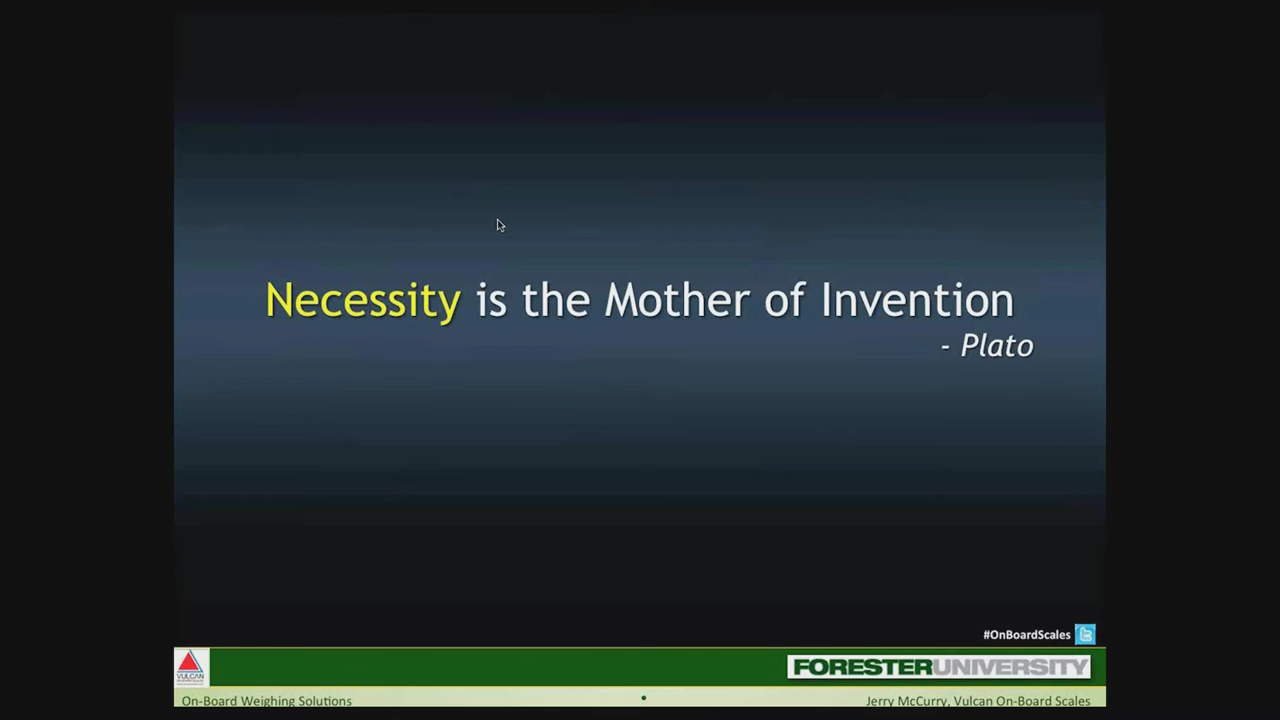 Necessity is the Mother of Invention
- Plato
#OnBoardScales
VULCAN
FORESTERUNIVERSITY
On-Board Weighing Solutions
•
Jerry McCurry, Vulcan On-Board Scales